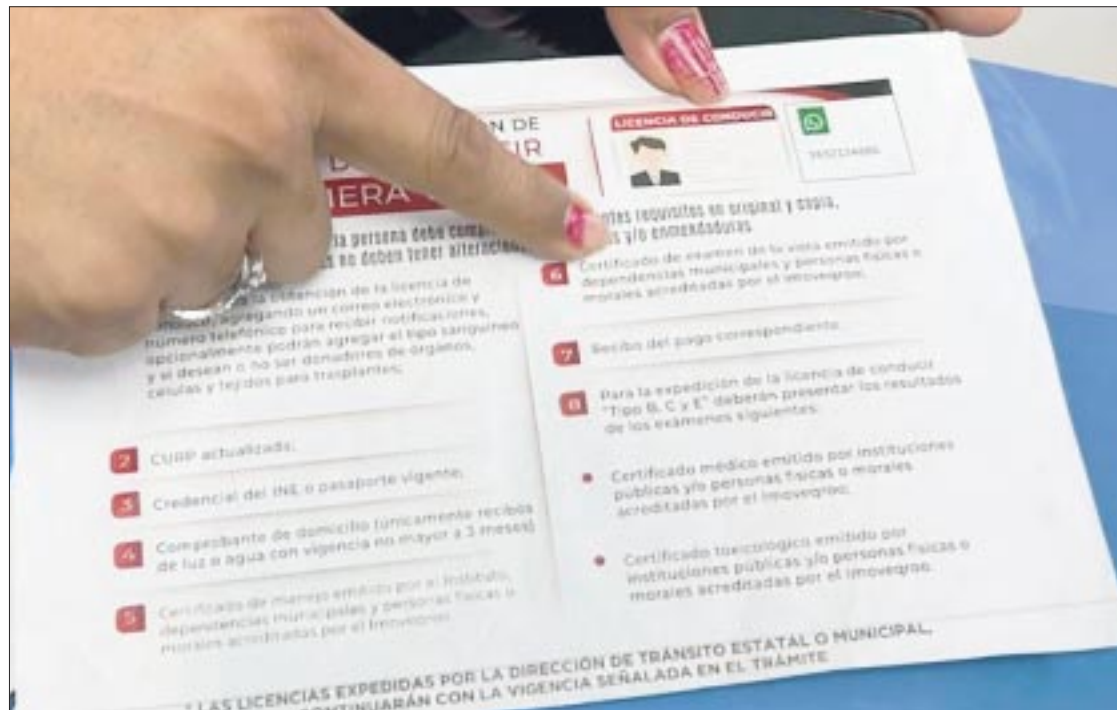 N DE
LICENCIA DE CONDUCIR
la persona debe
no deben tener
la obtención de la licencia de
agregando un correo electrónico y
número telefónico para recibir notificaciones,
opcionalmente podrán agregar el tipo sanguíneo
y si desean o no ser donadores de órganos,
células y tejidos para trasplantes;
2 CURP actualizada;
3 Credencial del INE o pasaporte vigente;
4 Comprobante de domicilio (únicamente recibos
de luz o agua con vigencia no mayor a 3 meses)
5 Certificado de manejo emitido por el Instituto,
dependencias municipales y personas físicas o
morales acreditadas por el Imoveqroo;
requisitos en original y copia,
y/o enmendaduras
6 Certificado de examen de la vista emitido por
dependencias municipales y personas físicas o
morales acreditadas por el imoveqroo;
7 Recibo del pago correspondiente.
8 Para la expedición de la licencia de conducir
"Tipo B, C y E" deberán presentar los resultados
de los exámenes siguientes:
• Certificado médico emitido por instituciones
públicas y/o personas físicas o morales
acreditadas por el imoveqroo;
• Certificado toxicológico emitido por
instituciones públicas y/o personas físicas o
morales acreditadas por el imoveqroo;
* LAS LICENCIAS EXPEDIDAS POR LA DIRECCIÓN DE TRÁNSITO ESTATAL O MUNICIPAL,
CONTINUARÁN CON LA VIGENCIA SEÑALADA EN EL TRÁMITE